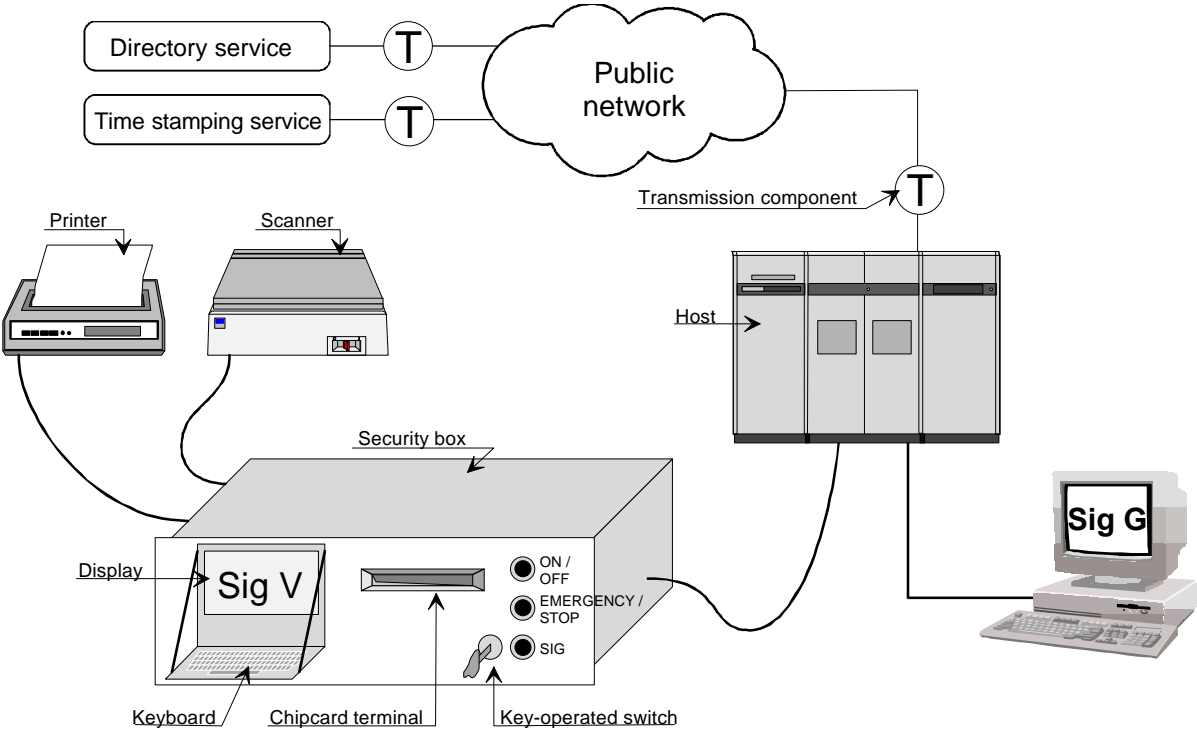 Directory service
T
Public
network
Time stamping service
T
Transmission component
T
Printer
Scanner
Host
Security box
Sig G
Display
Sig V
ON /
OFF
EMERGENCY /
STOP
SIG
Keyboard
Chipcard terminal
Key-operated switch